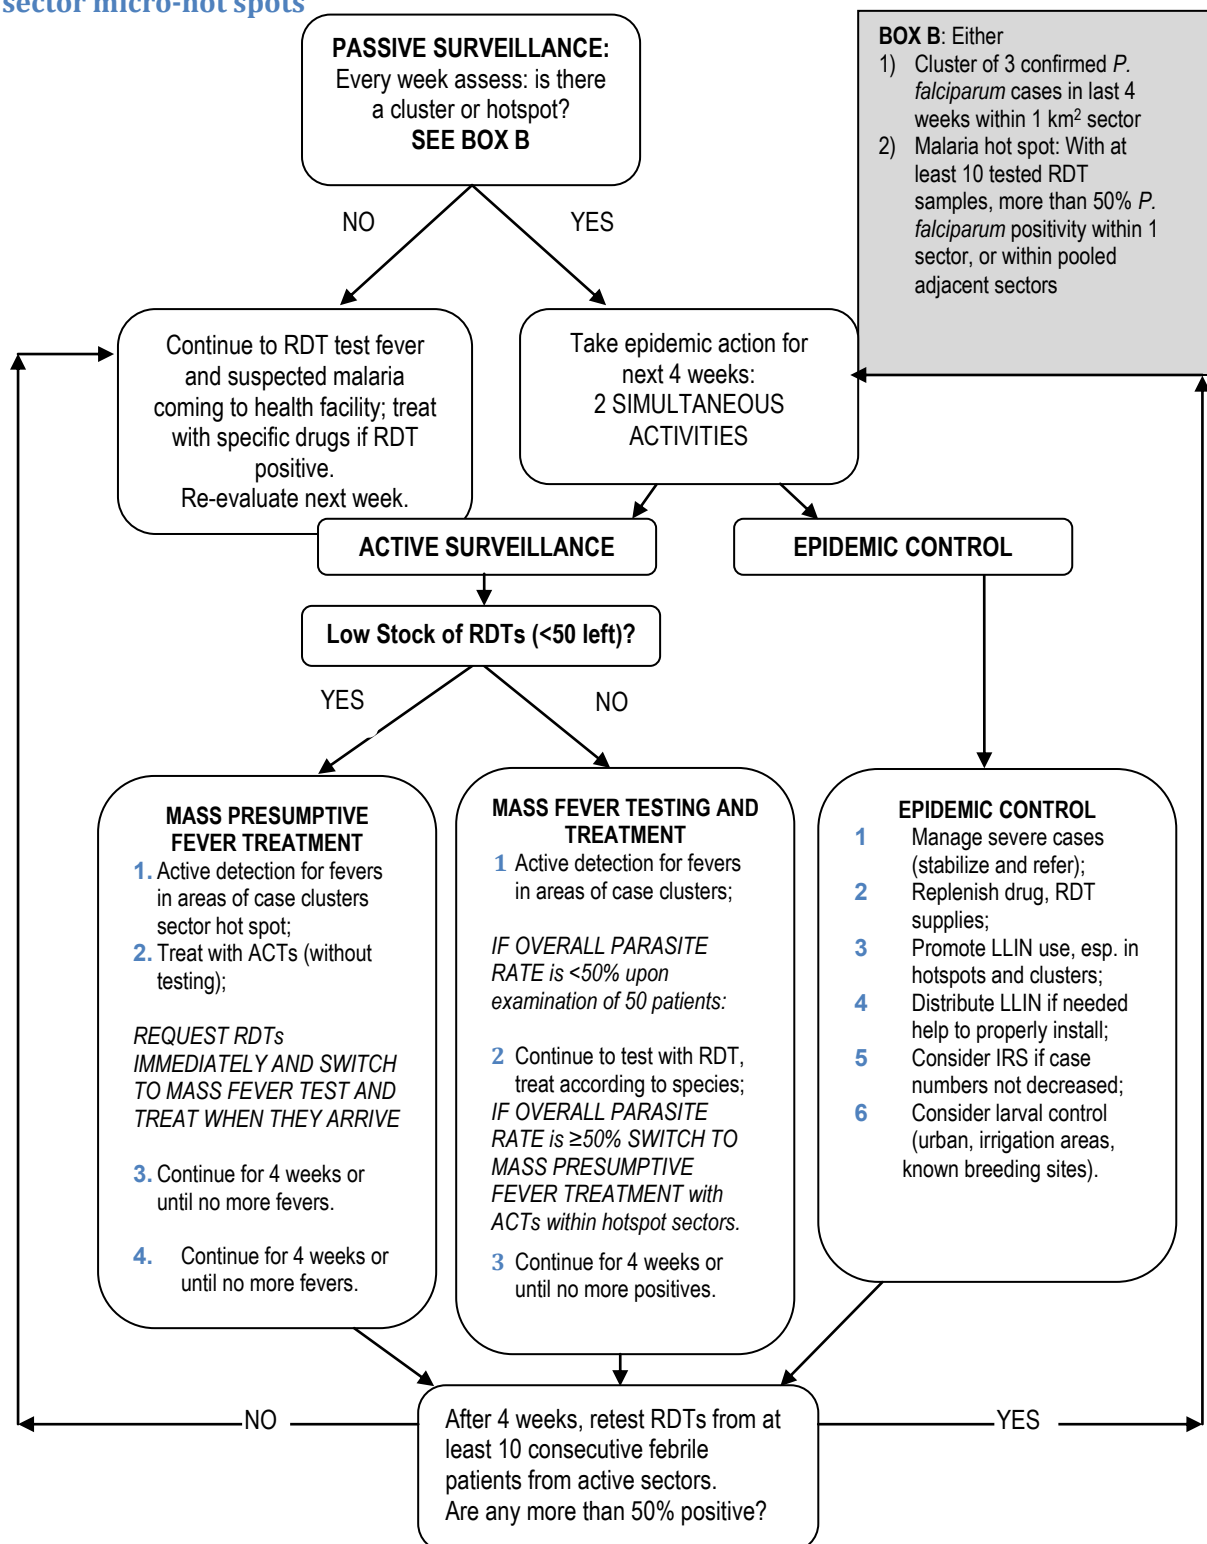 sector micro-hot spots
PASSIVE SURVEILLANCE:
Every week assess: is there
a cluster or hotspot?
SEE BOX B
BOX B: Either
1) Cluster of 3 confirmed P.
falciparum cases in last 4
weeks within 1 km² sector
2) Malaria hot spot: With at
least 10 tested RDT
samples, more than 50% P.
falciparum positivity within 1
sector, or within pooled
adjacent sectors
NO
YES
Continue to RDT test fever
and suspected malaria
coming to health facility; treat
with specific drugs if RDT
positive.
Re-evaluate next week.
Take epidemic action for
next 4 weeks:
2 SIMULTANEOUS
ACTIVITIES
ACTIVE SURVEILLANCE
EPIDEMIC CONTROL
Low Stock of RDTs (<50 left)?
YES
NO
MASS PRESUMPTIVE
FEVER TREATMENT
1. Active detection for fevers
in areas of case clusters
sector hot spot;
2. Treat with ACTs (without
testing);
REQUEST RDTs
IMMEDIATELY AND SWITCH
TO MASS FEVER TEST AND
TREAT WHEN THEY ARRIVE
3. Continue for 4 weeks or
until no more fevers.
4. Continue for 4 weeks or
until no more fevers.
MASS FEVER TESTING AND
TREATMENT
1 Active detection for fevers
in areas of case clusters;
IF OVERALL PARASITE
RATE is <50% upon
examination of 50 patients:
2 Continue to test with RDT,
treat according to species;
IF OVERALL PARASITE
RATE is ≥50% SWITCH TO
MASS PRESUMPTIVE
FEVER TREATMENT with
ACTs within hotspot sectors.
3 Continue for 4 weeks or
until no more positives.
EPIDEMIC CONTROL
1 Manage severe cases
(stabilize and refer);
2 Replenish drug, RDT
supplies;
3 Promote LLIN use, esp. in
hotspots and clusters;
4 Distribute LLIN if needed
help to properly install;
5 Consider IRS if case
numbers not decreased;
6 Consider larval control
(urban, irrigation areas,
known breeding sites).
NO
After 4 weeks, retest RDTs from at
least 10 consecutive febrile
patients from active sectors.
Are any more than 50% positive?
YES